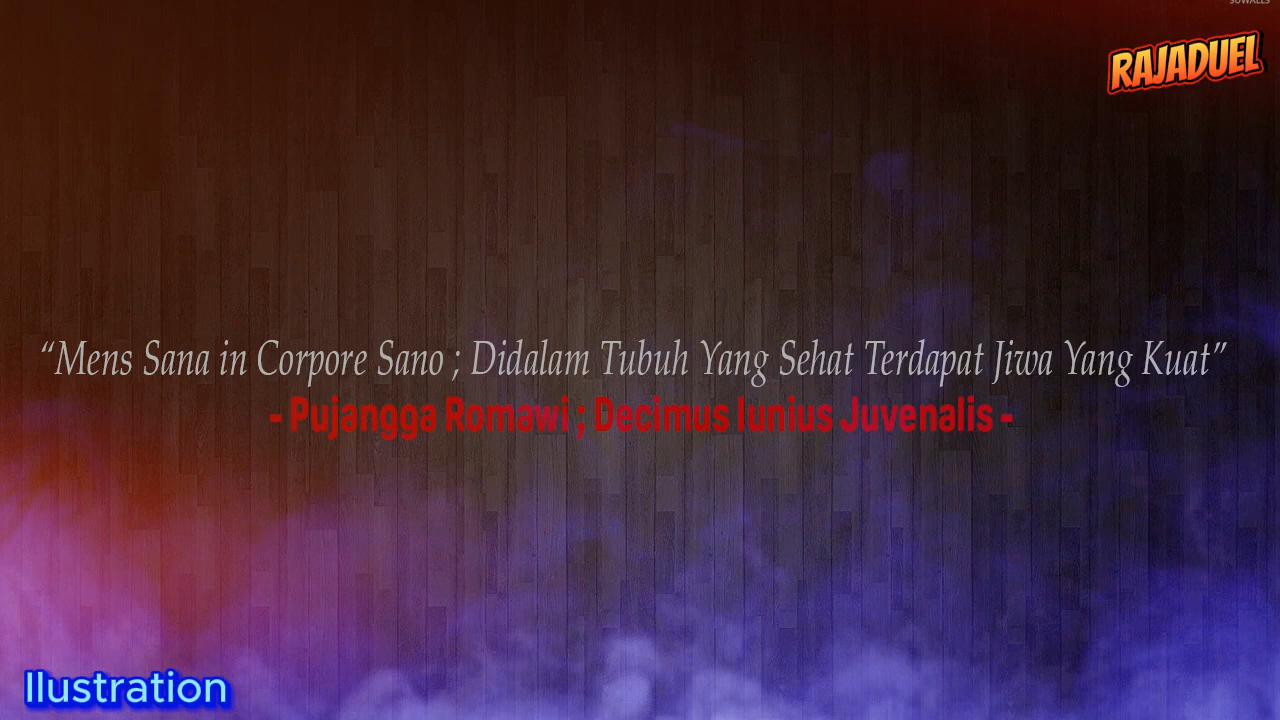 RAJADUEL
“Mens Sana in Corpore Sano ; Didalam Tubuh Yang Sehat Terdapat Jiwa Yang Kuat”
- Pujangga Romawi ; Decimus Iunius Juvenalis -
Ilustration